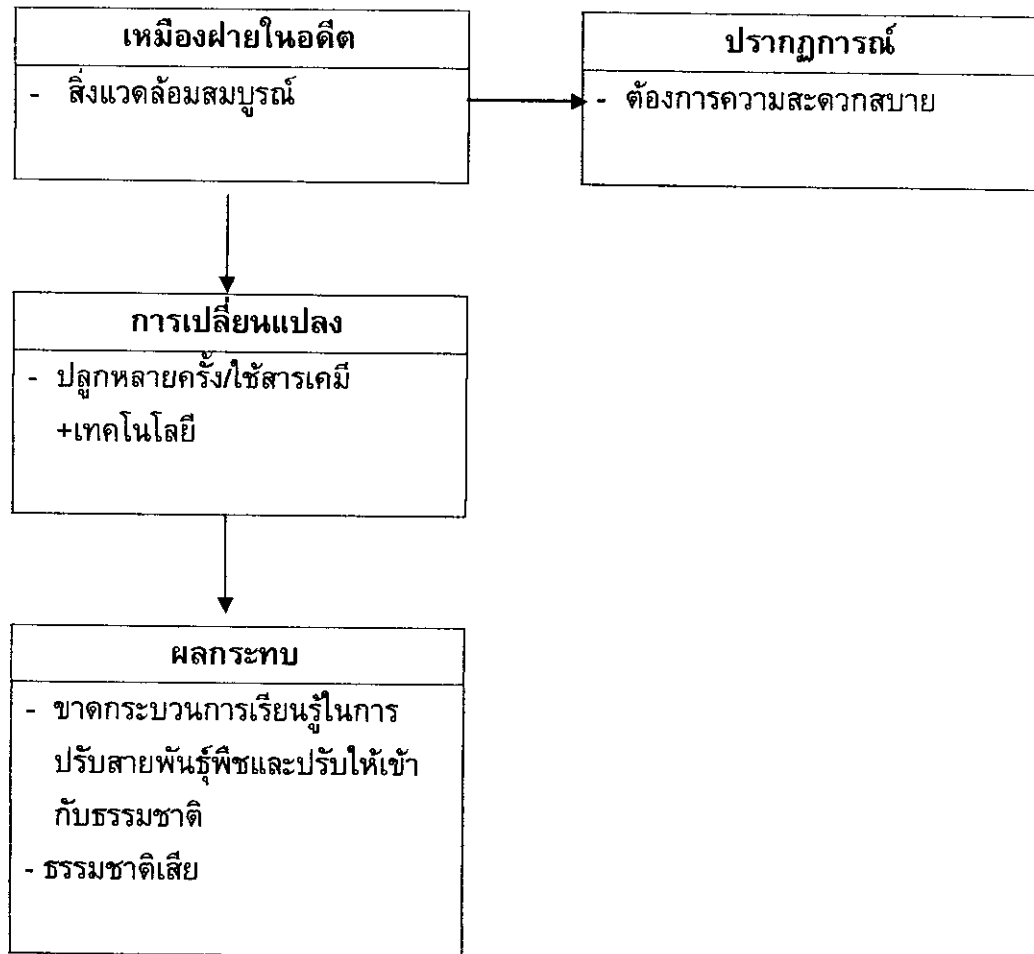 เหมืองฝายในอดีต
- สิ่งแวดล้อมสมบูรณ์
ปรากฏการณ์
- ต้องการความสะดวกสบาย
การเปลี่ยนแปลง
- ปลูกหลายครั้ง/ใช้สารเคมี
+เทคโนโลยี
ผลกระทบ
- ขาดกระบวนการเรียนรู้ในการ
ปรับสายพันธุ์พืชและปรับให้เข้า
กับธรรมชาติ
- ธรรมชาติเสีย